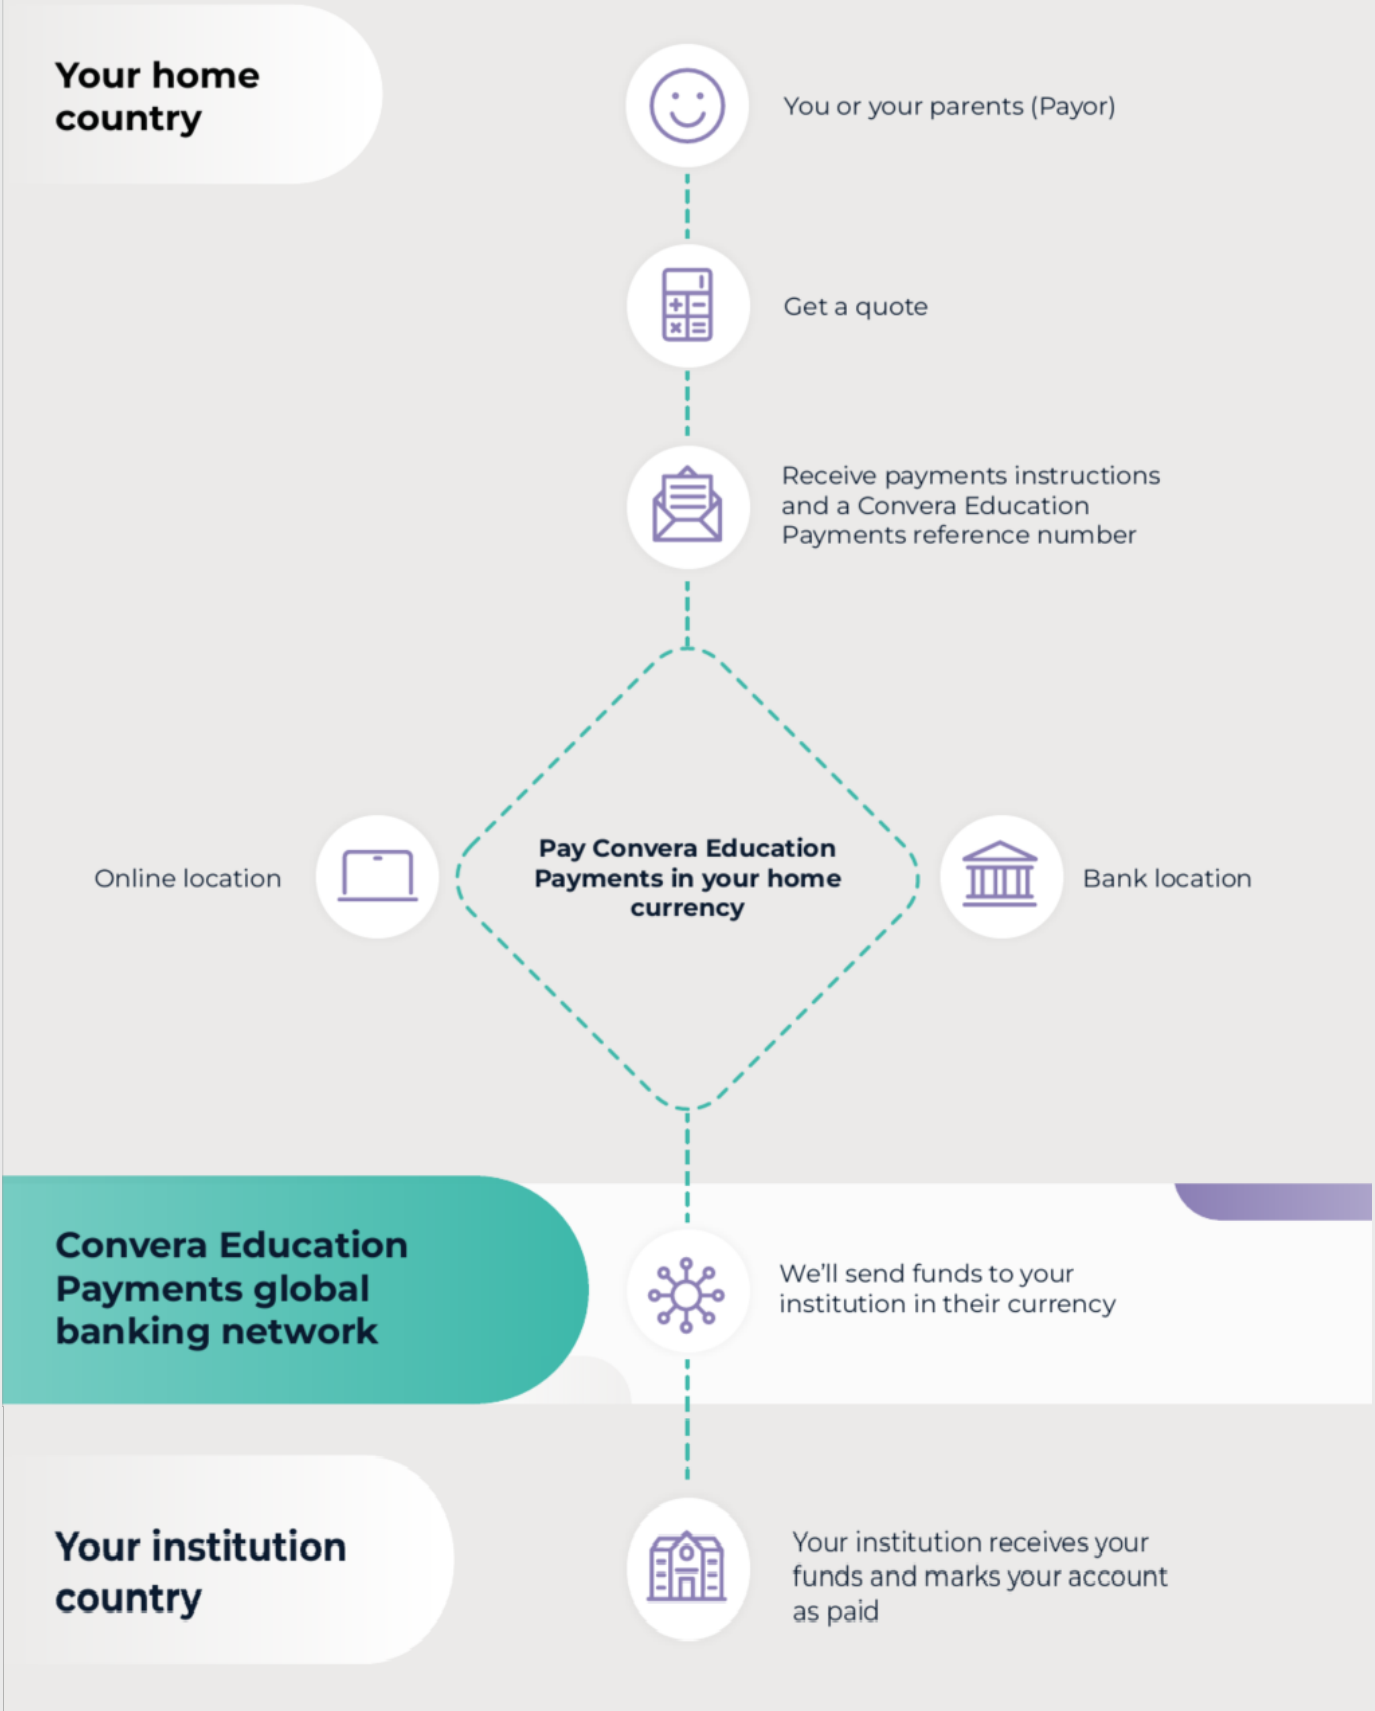 Your home
country
You or your parents (Payor)
Get a quote
Receive payments instructions
and a Convera Education
Payments reference number
Online location
Pay Convera Education
Payments in your home
currency
Bank location
Convera Education
Payments global
banking network
We'll send funds to your
institution in their currency
Your institution
country
Your institution receives your
funds and marks your account
as paid